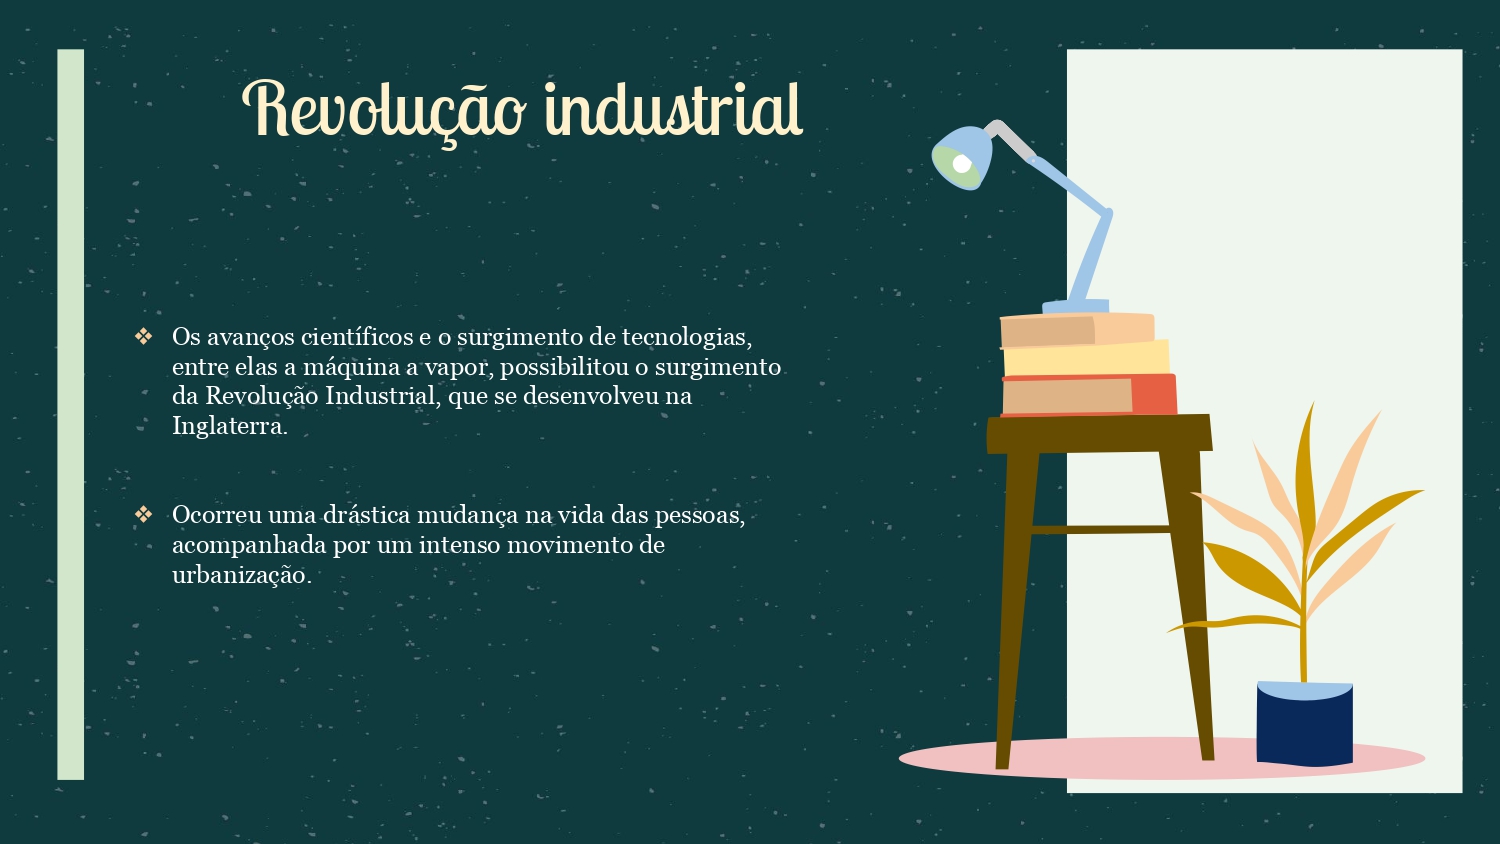 Revolução industrial
❖ Os avanços científicos e o surgimento de tecnologias,
entre elas a máquina a vapor, possibilitou o surgimento
da Revolução Industrial, que se desenvolveu na
Inglaterra.
❖ Ocorreu uma drástica mudança na vida das pessoas,
acompanhada por um intenso movimento de
urbanização.